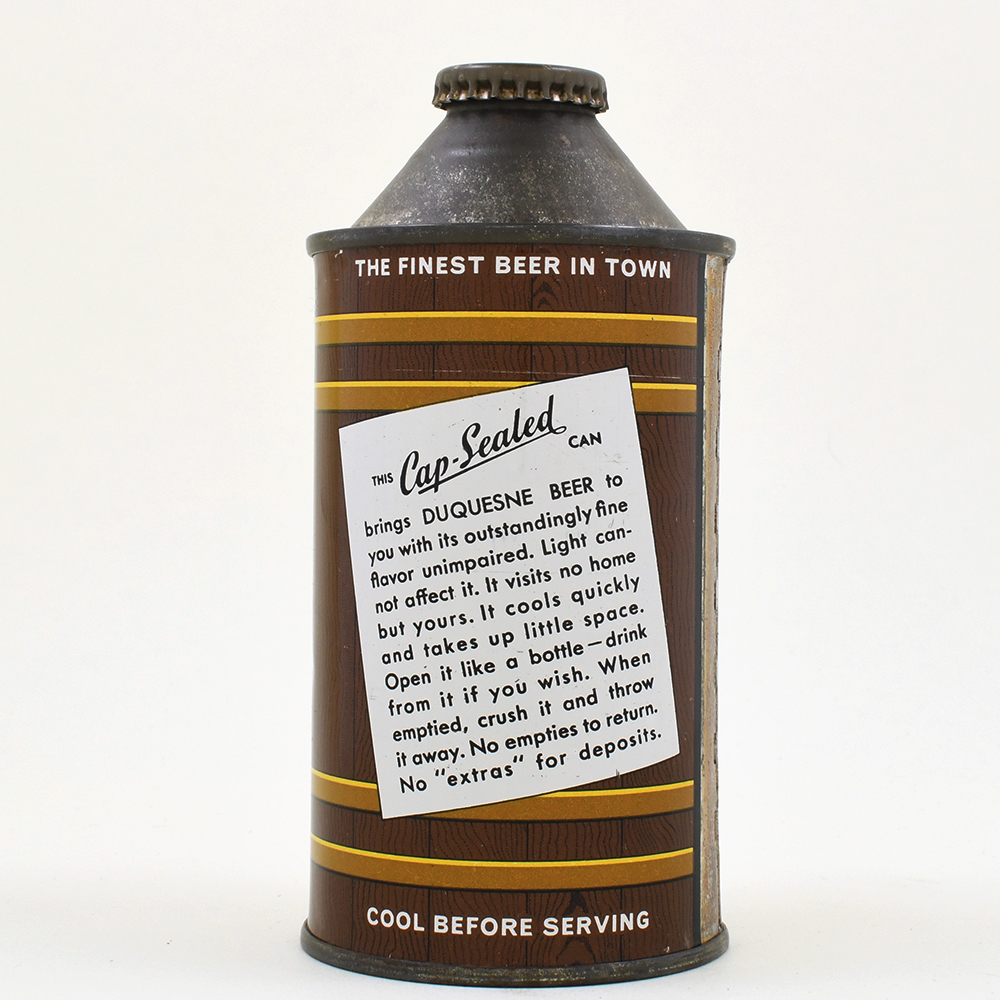 THE FINEST BEER IN TOWN
THIS Cap-Sealed CAN
brings DUQUESNE BEER to
you with its outstandingly fine
flavor unimpaired. Light can-
not affect it. It visits no home
but yours. It cools quickly
and takes up little space.
Open it like a bottle—drink
from it if you wish. When
emptied, crush it and throw
it away. No empties to return.
No "extras" for deposits.
COOL BEFORE SERVING